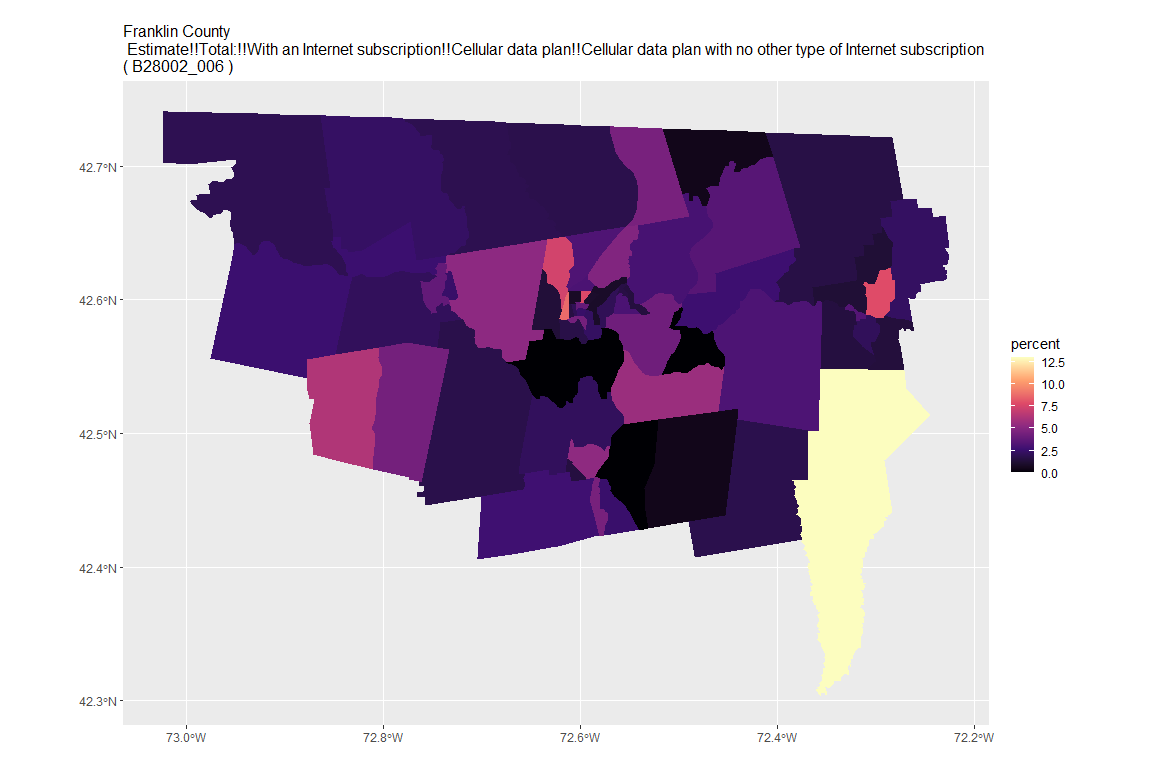 Franklin County
Estimate!!Total:!!With an Internet subscription!!Cellular data plan!!Cellular data plan with no other type of Internet subscription
( B28002_006 )
42.7°N
42.6°N
42.5°N
42.4°N
42.3°N
73.0°W
72.8°W
72.6°W
72.4°W
72.2°W
percent
12.5
10.0
7.5
5.0
2.5
0.0